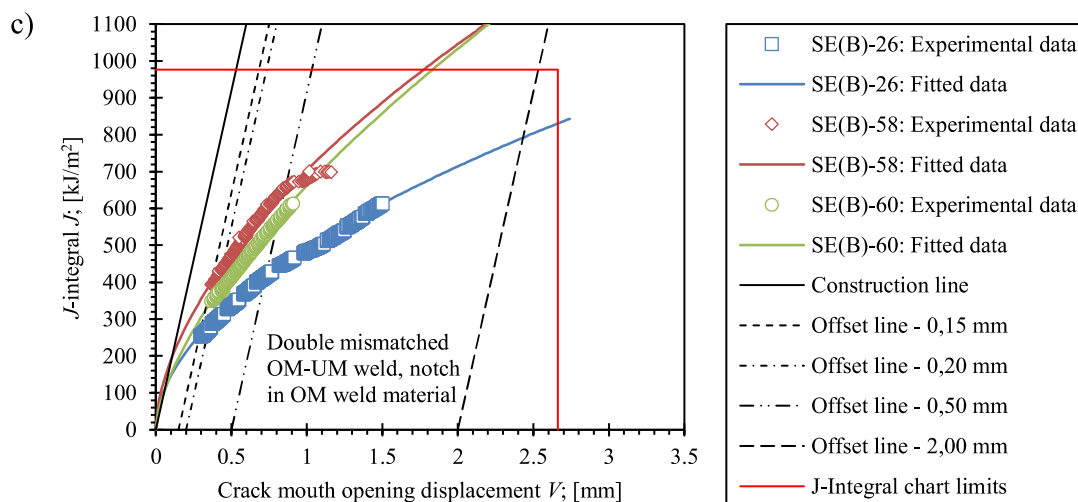 c)
1100
1000
900
800
700
600
500
400
300
200
100
0
J-integral J; [kJ/m²]
0
0.5
1
1.5
2
2.5
3
3.5
Crack mouth opening displacement V; [mm]
Double mismatched
OM-UM weld, notch
in OM weld material
SE(B)-26: Experimental data
SE(B)-26: Fitted data
SE(B)-58: Experimental data
SE(B)-58: Fitted data
SE(B)-60: Experimental data
SE(B)-60: Fitted data
Construction line
Offset line - 0,15 mm
Offset line - 0,20 mm
Offset line - 0,50 mm
Offset line - 2,00 mm
J-Integral chart limits